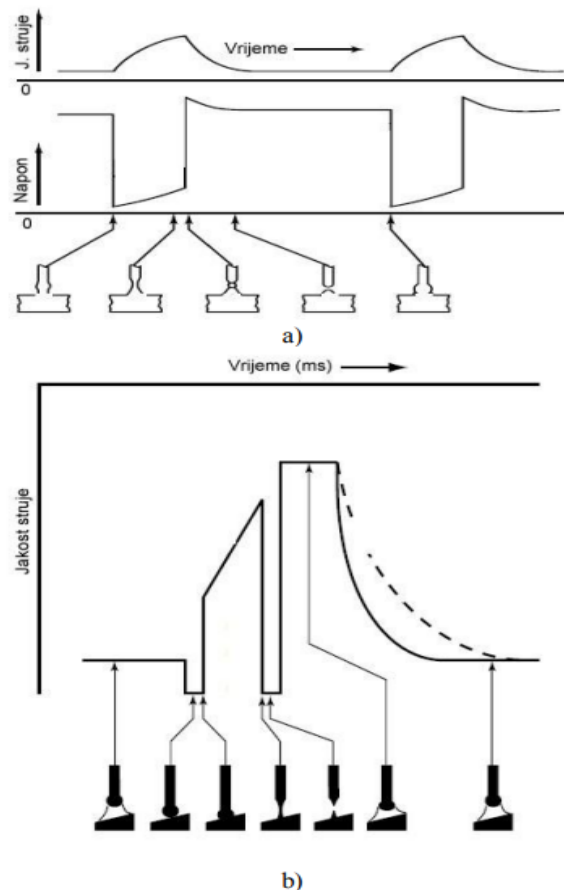 J. struje
Vrijeme
0
Napon
0
a)
Vrijeme (ms)
Jakost struje
b)